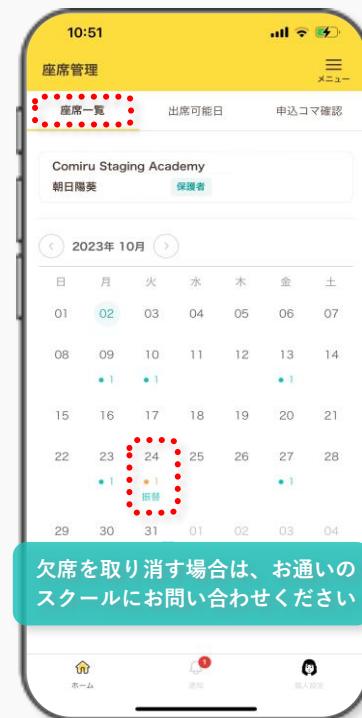 10:51
座席管理
メニュー
座席一覧 出席可能日 申込コマ確認
Comiru Staging Academy
朝日陽葵 保護者
2023年 10月
日 月 火 水 木 金 土
01 02 03 04 05 06 07
08 09 10 11 12 13 14
1 1 1
15 16 17 18 19 20 21
22 23 24 25 26 27 28
1 1 1
振替
29 30 31 01 02 03 04
欠席を取り消す場合は、お通いの
スクールにお問い合わせください
1
ホーム 通知 個人設定